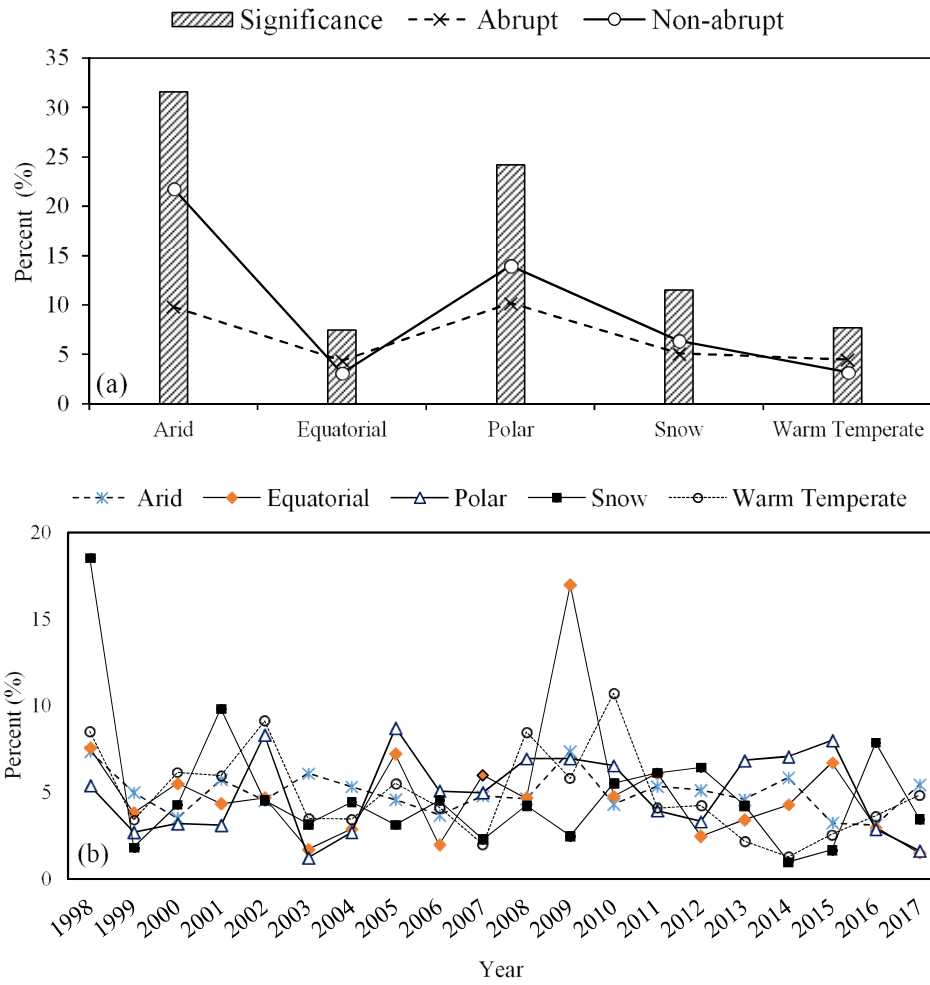 Significance Abrupt Non-abrupt
35
30
25
20
15
10
5
0
Percent (%)
(a)
Arid Equatorial Polar Snow Warm Temperate
Arid Equatorial Polar Snow Warm Temperate
20
15
10
5
0
Percent (%)
(b)
1998 1999 2000 2001 2002 2003 2004 2005 2006 2007 2008 2009 2010 2011 2012 2013 2014 2015 2016 2017
Year